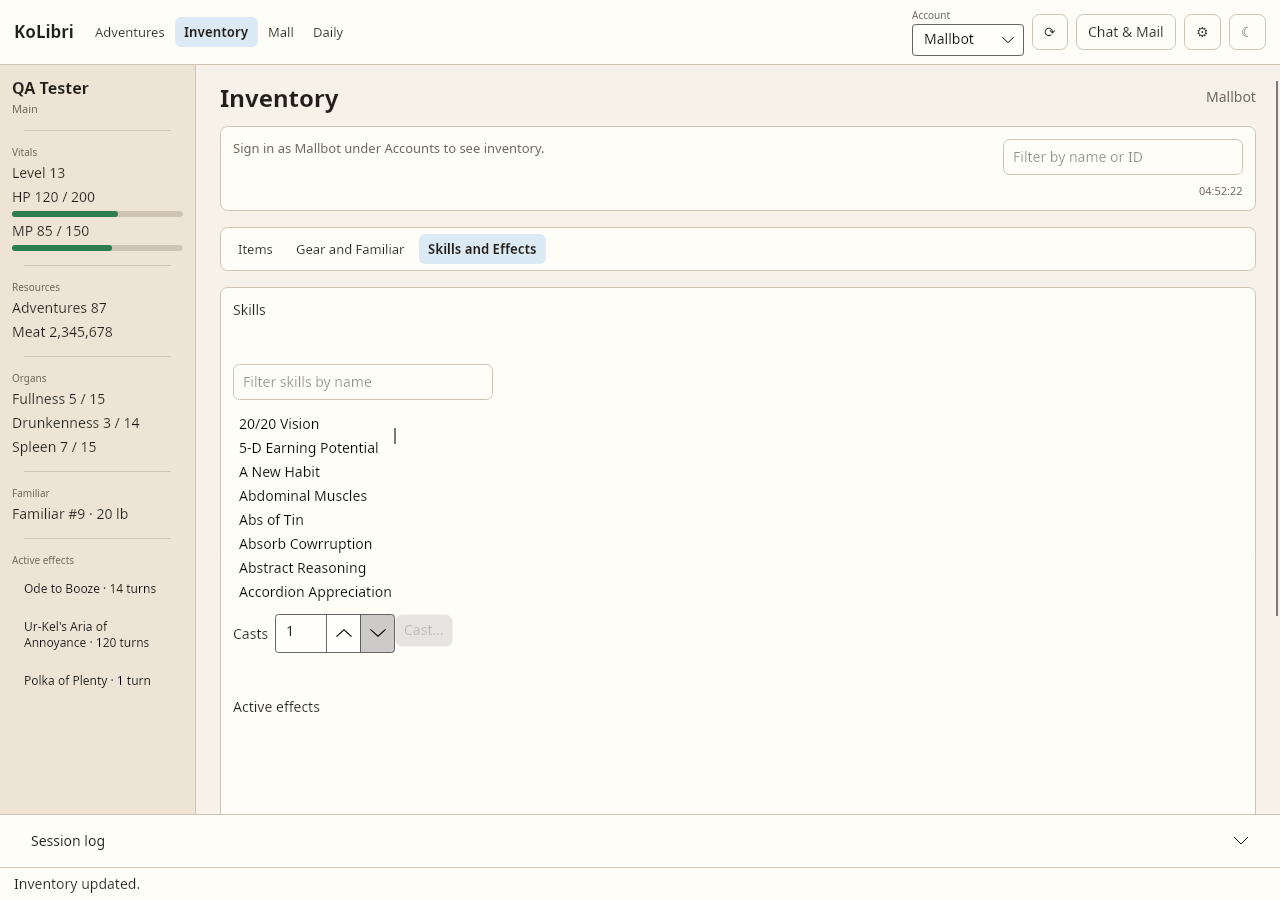 KoLibri
Adventures
Inventory
Mall
Daily
Account
Mallbot
Chat & Mail
QA Tester
Main
Vitals
Level 13
HP 120 / 200
MP 85 / 150
Resources
Adventures 87
Meat 2,345,678
Organs
Fullness 5 / 15
Drunkenness 3 / 14
Spleen 7 / 15
Familiar
Familiar #9 · 20 lb
Active effects
Ode to Booze · 14 turns
Ur-Kel's Aria of
Annoyance · 120 turns
Polka of Plenty · 1 turn
Inventory
Mallbot
Sign in as Mallbot under Accounts to see inventory.
Filter by name or ID
04:52:22
Items
Gear and Familiar
Skills and Effects
Skills
Filter skills by name
20/20 Vision
5-D Earning Potential
A New Habit
Abdominal Muscles
Abs of Tin
Absorb Cowrruption
Abstract Reasoning
Accordion Appreciation
Casts
1
Cast...
Active effects
Session log
Inventory updated.